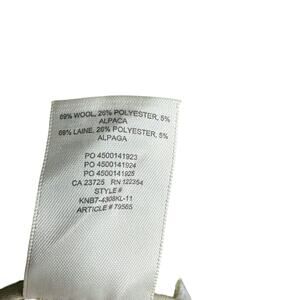 69% WOOL, 26% POLYESTER, 5%
ALPACA
69% LAINE, 26% POLYESTER, 5%
ALPAGA
PO 4500141923
PO 4500141924
PO 4500141925
CA 23725 RN 122354
STYLE #
KNB7-4308KL-11
ARTICLE # 79565